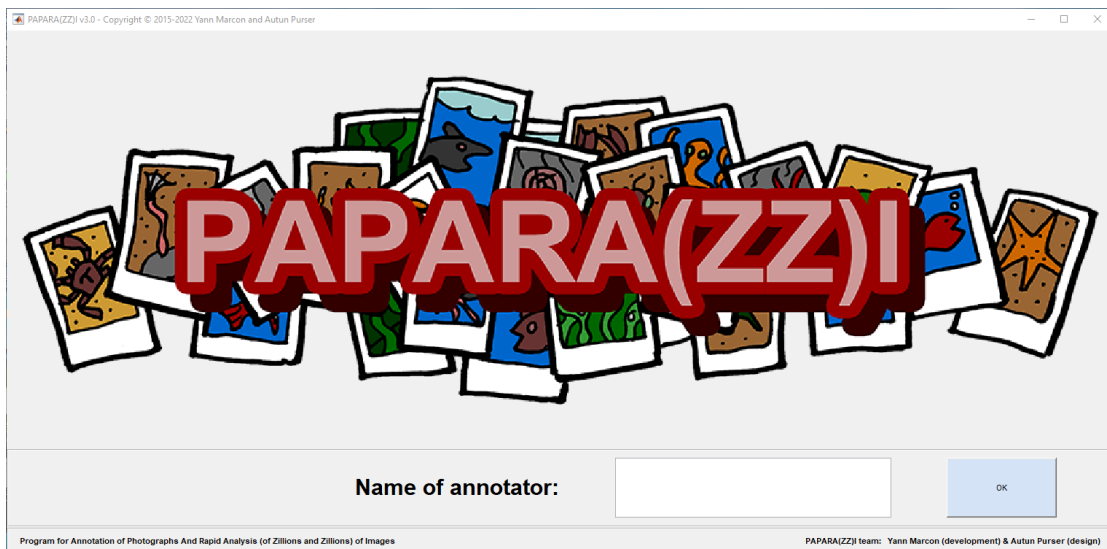 PAPARA(ZZ)I v3.0 - Copyright © 2015-2022 Yann Marcon and Autun Purser
PAPARA(ZZ)I
Name of annotator:
OK
Program for Annotation of Photographs And Rapid Analysis (of Zillions and Zillions) of Images
PAPARA(ZZ)I team: Yann Marcon (development) & Autun Purser (design)